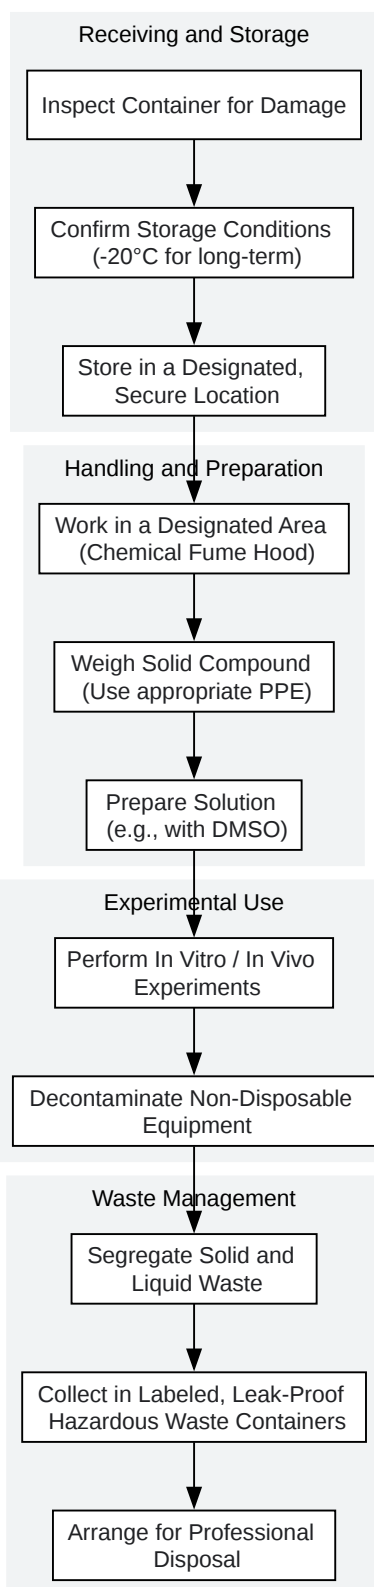 Receiving and Storage
Inspect Container for Damage
Confirm Storage Conditions
(-20°C for long-term)
Store in a Designated,
Secure Location
Handling and Preparation
Work in a Designated Area
(Chemical Fume Hood)
Weigh Solid Compound
(Use appropriate PPE)
Prepare Solution
(e.g., with DMSO)
Experimental Use
Perform In Vitro / In Vivo
Experiments
Decontaminate Non-Disposable
Equipment
Waste Management
Segregate Solid and
Liquid Waste
Collect in Labeled, Leak-Proof
Hazardous Waste Containers
Arrange for Professional
Disposal